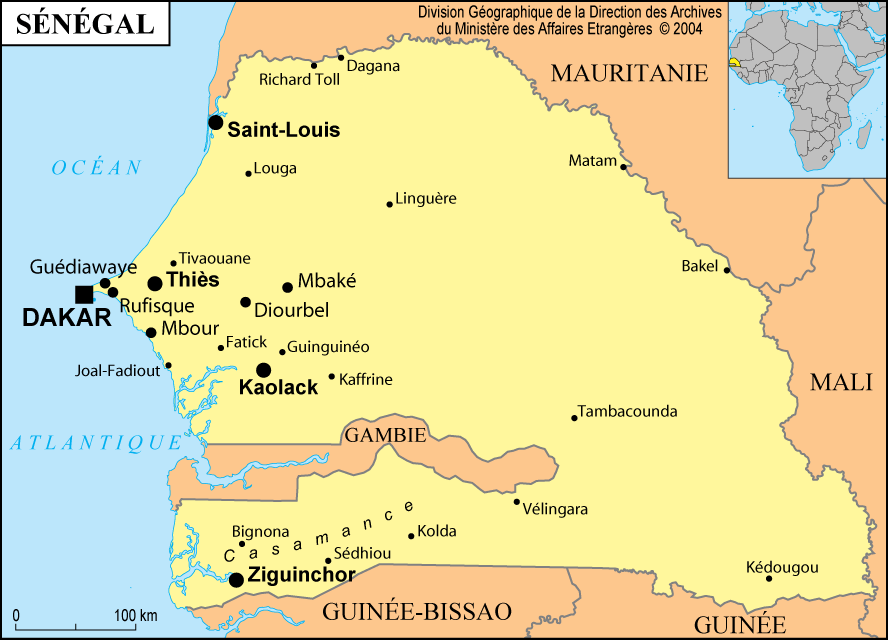 SÉNÉGAL
Division Géographique de la Direction des Archives
du Ministère des Affaires Etrangères © 2004
MAURITANIE
Dagana
Richard Toll
Saint-Louis
OCÉAN
Louga
Matam
Linguère
Tivaouane
Guédiawaye
Bakel
Thiès
Mbaké
Rufisque
Diourbel
DAKAR
Mbour
Fatick
Guinguinéo
Joal-Fadiout
Kaolack
Kaffrine
MALI
Tambacounda
ATLANTIQUE
GAMBIE
Vélingara
Casamance
Bignona
Kolda
Sédhiou
Ziguinchor
Kédougou
0 100 km
GUINÉE-BISSAO
GUINÉE